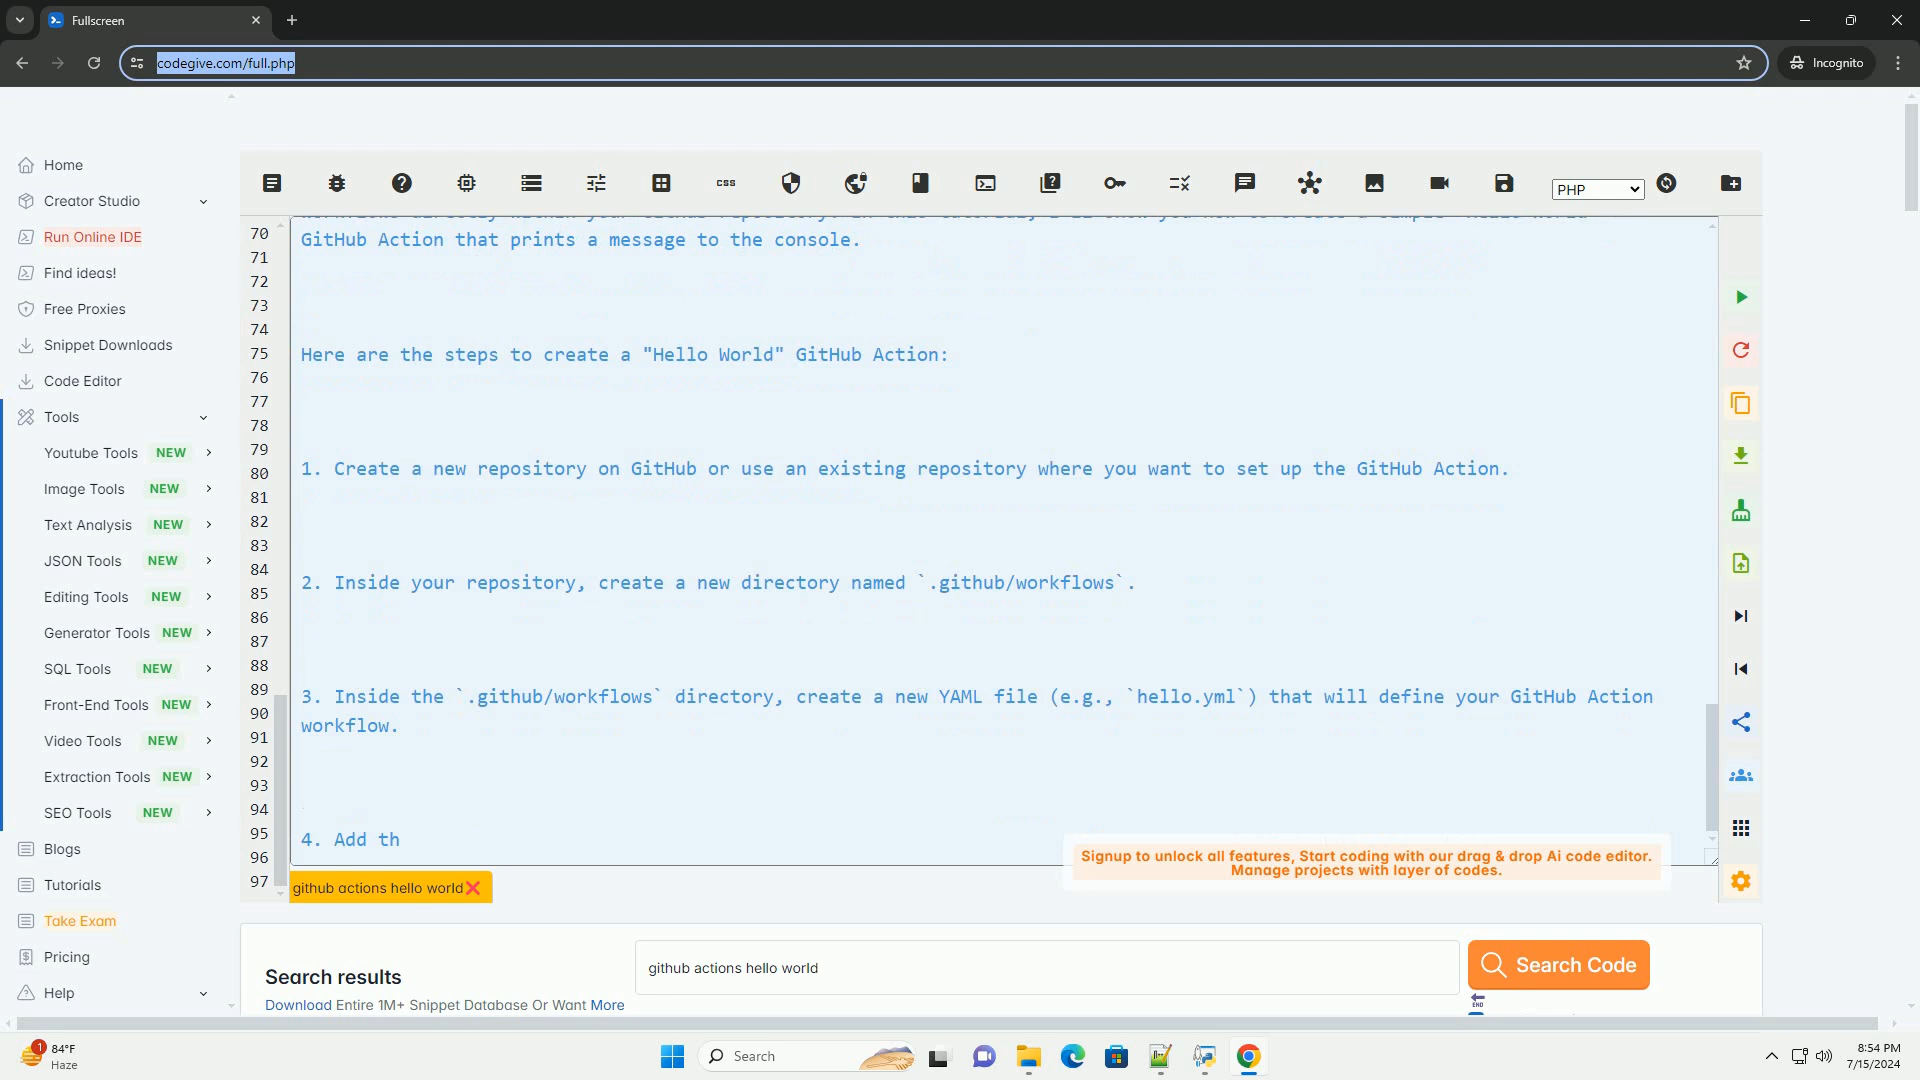 Fullscreen
codegive.com/full.php
Incognito
Home
Creator Studio
Run Online IDE
Find ideas!
Free Proxies
Snippet Downloads
Code Editor
Tools
Youtube Tools NEW
Image Tools NEW
Text Analysis NEW
JSON Tools NEW
Editing Tools NEW
Generator Tools NEW
SQL Tools NEW
Front-End Tools NEW
Video Tools NEW
Extraction Tools NEW
SEO Tools NEW
Blogs
Tutorials
Take Exam
Pricing
Help
css
PHP
70
71
72
73
74
75
76
77
78
79
80
81
82
83
84
85
86
87
88
89
90
91
92
93
94
95
96
97
GitHub Action that prints a message to the console.
Here are the steps to create a "Hello World" GitHub Action:
1. Create a new repository on GitHub or use an existing repository where you want to set up the GitHub Action.
2. Inside your repository, create a new directory named `.github/workflows`.
3. Inside the `.github/workflows` directory, create a new YAML file (e.g., `hello.yml`) that will define your GitHub Action
workflow.
4. Add th
Signup to unlock all features, Start coding with our drag & drop Ai code editor.
Manage projects with layer of codes.
github actions hello world
Search results
Download Entire 1M+ Snippet Database Or Want More
github actions hello world
Search Code
END
1
84°F
Haze
Search
8:54 PM
7/15/2024